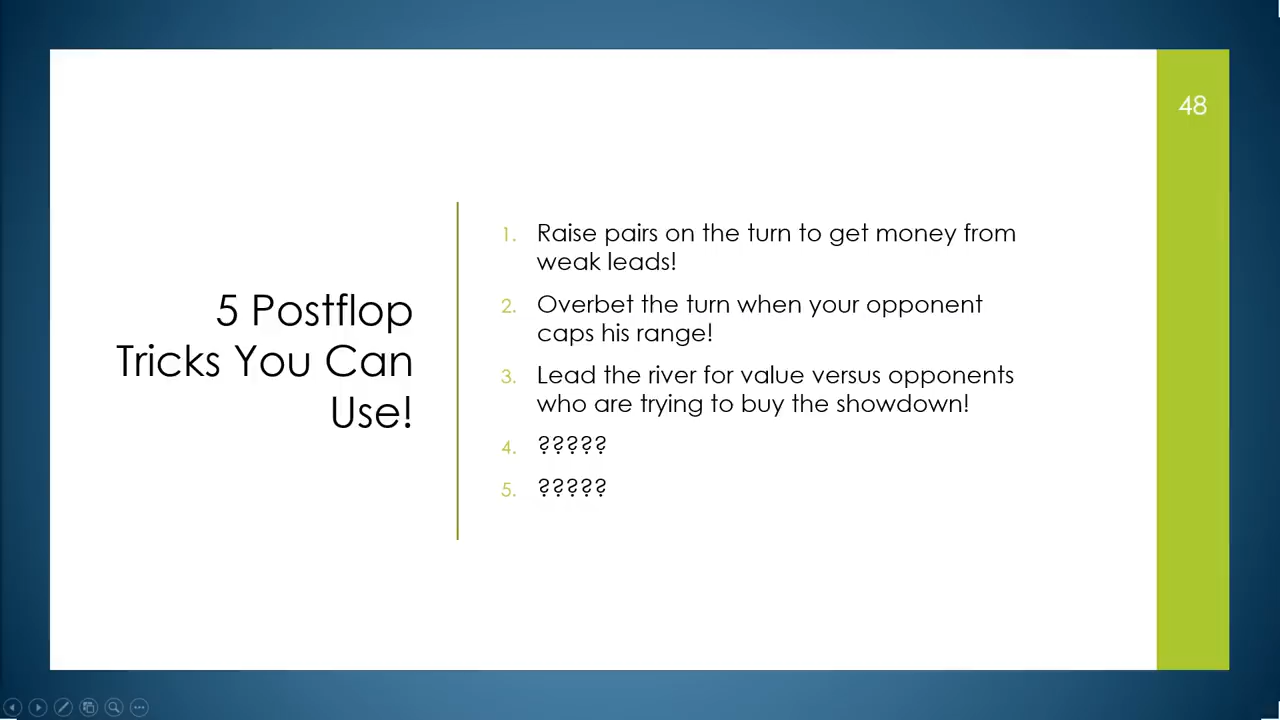 48
5 Postflop
Tricks You Can
Use!
1. Raise pairs on the turn to get money from
weak leads!
2. Overbet the turn when your opponent
caps his range!
3. Lead the river for value versus opponents
who are trying to buy the showdown!
4. ?????
5. ?????